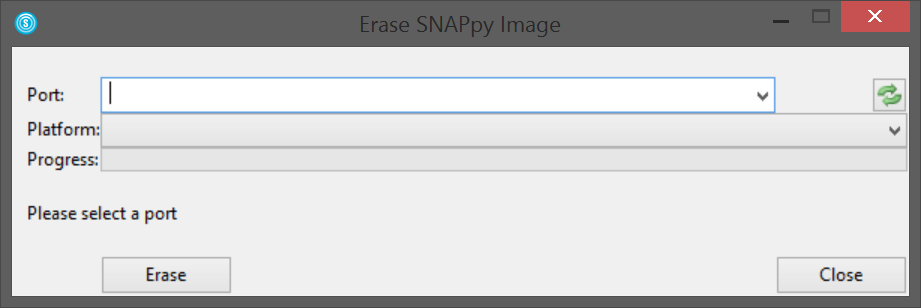 Erase SNAPpy Image
Port:
Platform:
Progress:
Please select a port
Erase Close